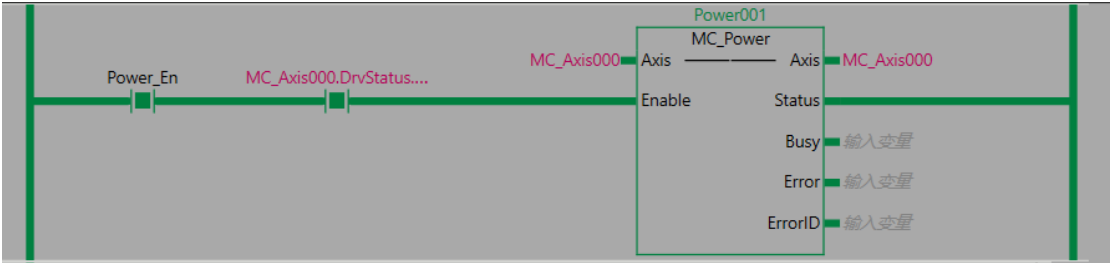 Power001
MC_Power
MC_Axis000 Axis Axis MC_Axis000
Power_En MC_Axis000.DrvStatus....
Enable Status
Busy 输入变量
Error 输入变量
ErrorID 输入变量